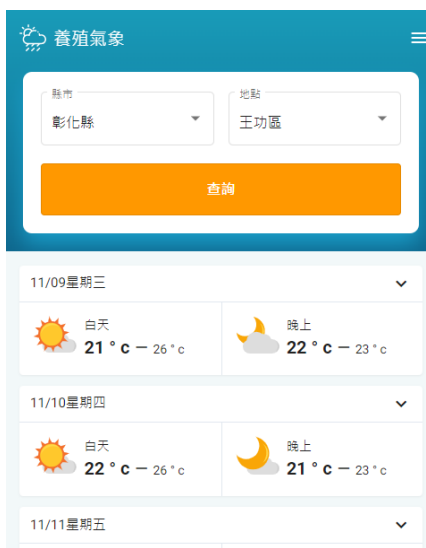 養殖氣象
縣市
彰化縣
地點
王功區
查詢
11/09星期三
白天
21 ° c － 26 ° c
晚上
22 ° c － 23 ° c
11/10星期四
白天
22 ° c － 26 ° c
晚上
21 ° c － 23 ° c
11/11星期五